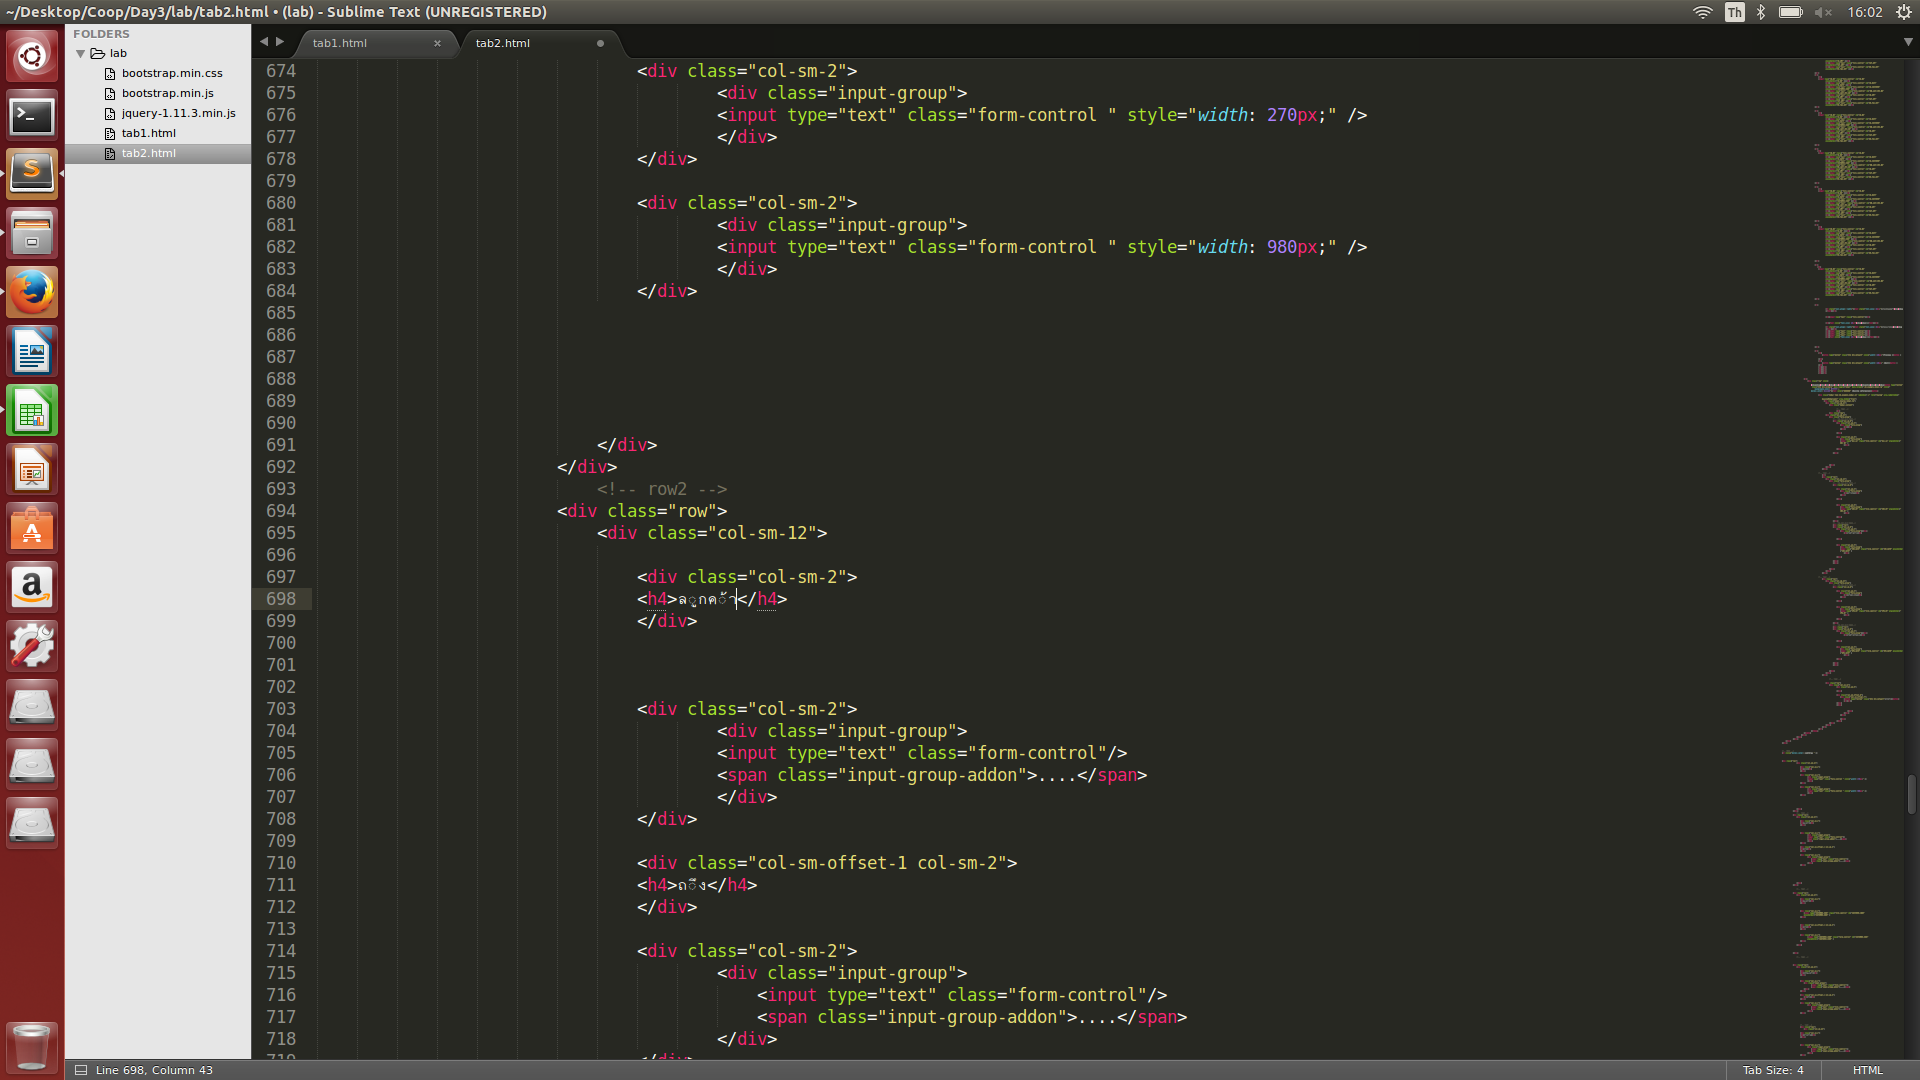 ~/Desktop/Coop/Day3/lab/tab2.html • (lab) - Sublime Text (UNREGISTERED)
Th
16:02
FOLDERS
lab
bootstrap.min.css
bootstrap.min.js
jquery-1.11.3.min.js
tab1.html
tab2.html
tab1.html
tab2.html
674 <div class="col-sm-2">
675 <div class="input-group">
676 <input type="text" class="form-control " style="width: 270px;" />
677 </div>
678 </div>
679
680 <div class="col-sm-2">
681 <div class="input-group">
682 <input type="text" class="form-control " style="width: 980px;" />
683 </div>
684 </div>
685
686
687
688
689
690
691 </div>
692 </div>
693 <!-- row2 -->
694 <div class="row">
695 <div class="col-sm-12">
696
697 <div class="col-sm-2">
698 <h4>ลูกค้า</h4>
699 </div>
700
701
702
703 <div class="col-sm-2">
704 <div class="input-group">
705 <input type="text" class="form-control"/>
706 <span class="input-group-addon">....</span>
707 </div>
708 </div>
709
710 <div class="col-sm-offset-1 col-sm-2">
711 <h4>ถึง</h4>
712 </div>
713
714 <div class="col-sm-2">
715 <div class="input-group">
716 <input type="text" class="form-control"/>
717 <span class="input-group-addon">....</span>
718 </div>
719 </div>
Line 698, Column 43
Tab Size: 4
HTML